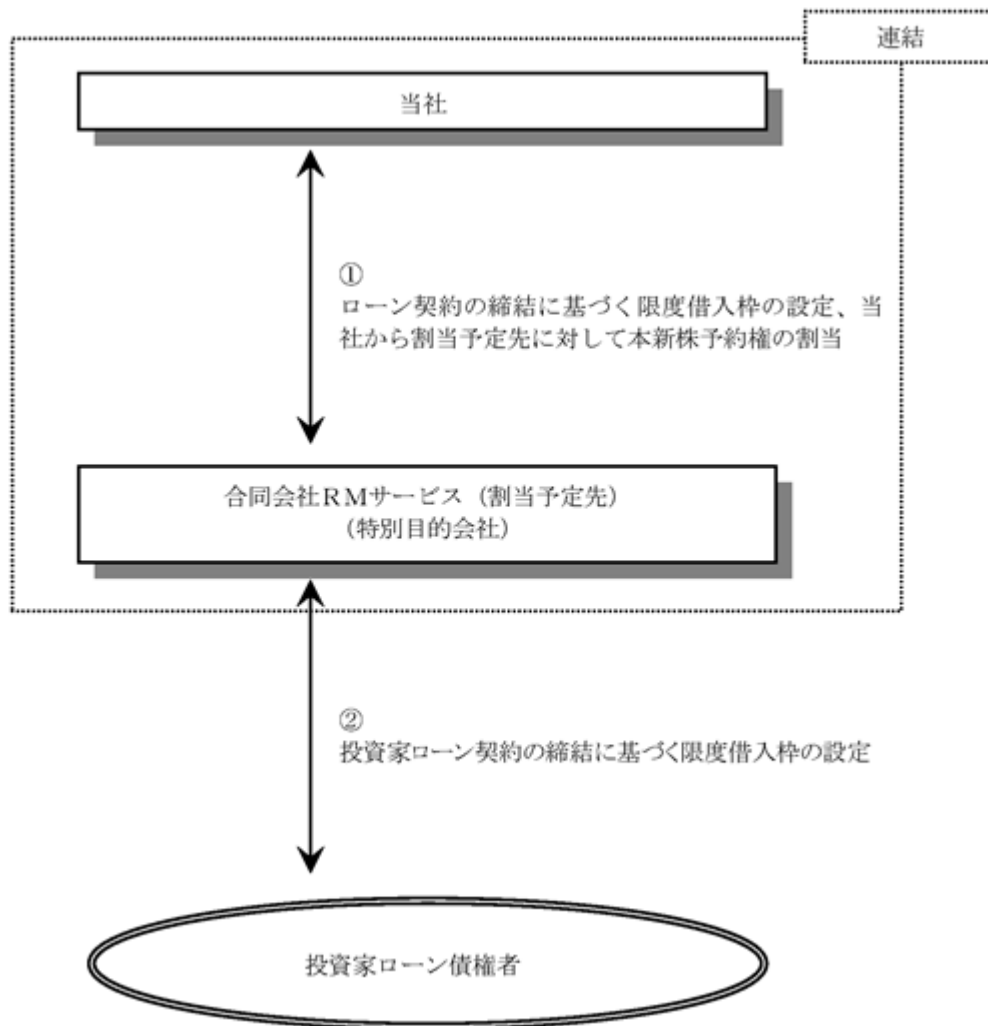 連結
当社
①
ローン契約の締結に基づく限度借入枠の設定、当
社から割当予定先に対して本新株予約権の割当
合同会社ＲＭサービス（割当予定先）
（特別目的会社）
②
投資家ローン契約の締結に基づく限度借入枠の設定
投資家ローン債権者